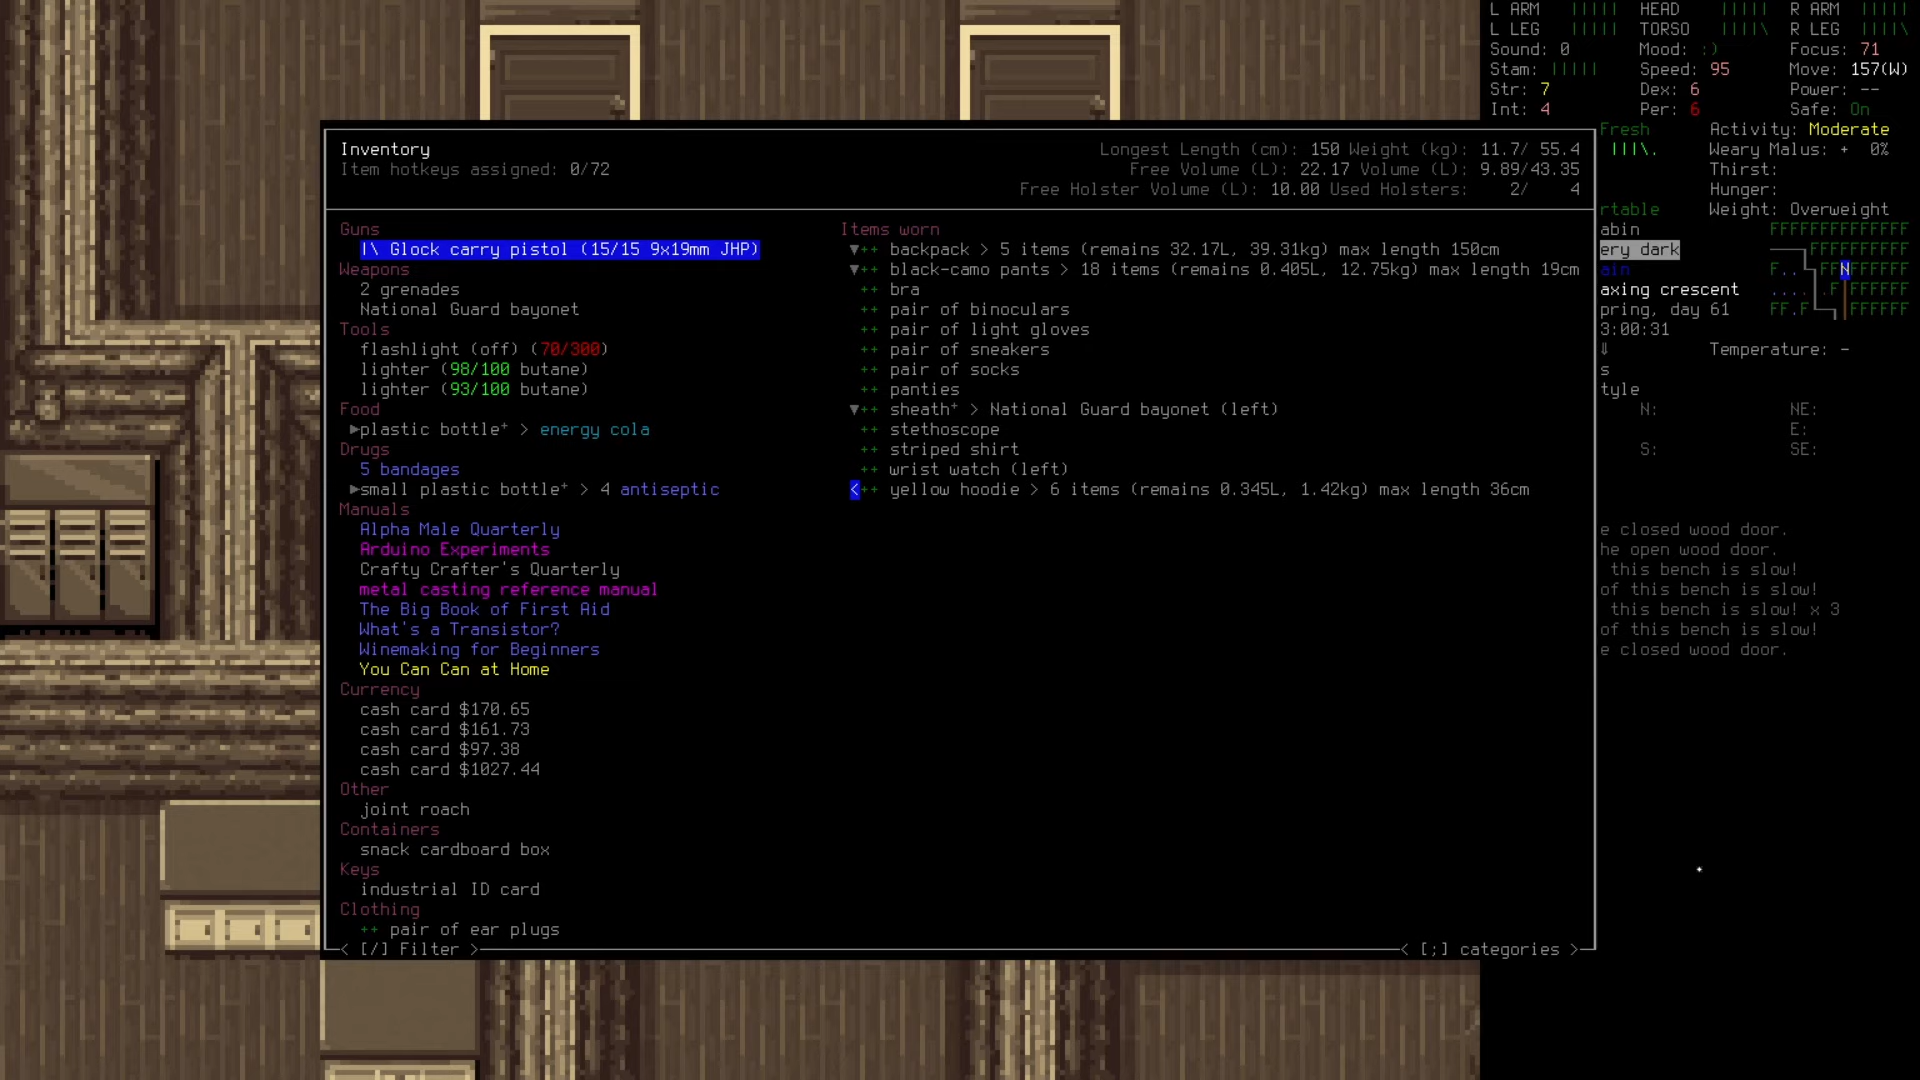 L ARM ||||| HEAD ||||| R ARM |||||
L LEG ||||| TORSO ||||\ R LEG ||||\
Sound: 0 Mood: :) Focus: 71
Stam: ||||| Speed: 95 Move: 157(W)
Str: 7 Dex: 6 Power: --
Int: 4 Per: 6 Safe: On
Fresh Activity: Moderate
|||\. Weary Malus: + 0%
Thirst:
Hunger:
rtable Weight: Overweight
abin FFFFFFFFFFFFFF
ery dark FFFFFFFFFF
ain F.. FFNFFFFFF
axing crescent .... .F FFFFFF
pring, day 61 FF.F FFFFFF
3:00:31
⇓ Temperature: -
s
tyle
N: NE:
E:
S: SE:
e closed wood door.
he open wood door.
this bench is slow!
of this bench is slow!
this bench is slow! x 3
of this bench is slow!
e closed wood door.
Inventory
Item hotkeys assigned: 0/72
Longest Length (cm): 150 Weight (kg): 11.7/ 55.4
Free Volume (L): 22.17 Volume (L): 9.89/43.35
Free Holster Volume (L): 10.00 Used Holsters: 2/ 4
Guns
|\ Glock carry pistol (15/15 9x19mm JHP)
Weapons
2 grenades
National Guard bayonet
Tools
flashlight (off) (70/300)
lighter (98/100 butane)
lighter (93/100 butane)
Food
▶plastic bottle⁺ > energy cola
Drugs
5 bandages
▶small plastic bottle⁺ > 4 antiseptic
Manuals
Alpha Male Quarterly
Arduino Experiments
Crafty Crafter's Quarterly
metal casting reference manual
The Big Book of First Aid
What's a Transistor?
Winemaking for Beginners
You Can Can at Home
Currency
cash card $170.65
cash card $161.73
cash card $97.38
cash card $1027.44
Other
joint roach
Containers
snack cardboard box
Keys
industrial ID card
Clothing
++ pair of ear plugs
Items worn
▼++ backpack > 5 items (remains 32.17L, 39.31kg) max length 150cm
▼++ black-camo pants > 18 items (remains 0.405L, 12.75kg) max length 19cm
++ bra
++ pair of binoculars
++ pair of light gloves
++ pair of sneakers
++ pair of socks
++ panties
▼++ sheath⁺ > National Guard bayonet (left)
++ stethoscope
++ striped shirt
++ wrist watch (left)
<++ yellow hoodie > 6 items (remains 0.345L, 1.42kg) max length 36cm
< [/] Filter >
< [;] categories >